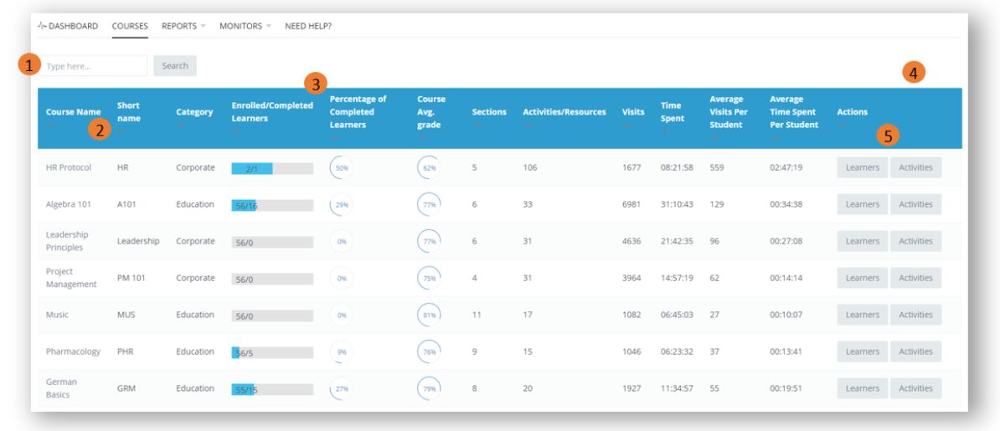 DASHBOARD COURSES REPORTS MONITORS NEED HELP?
1 Type here... Search
4
3
Course Name Short name Category Enrolled/Completed Learners Percentage of Completed Learners Course Avg. grade Sections Activities/Resources Visits Time Spent Average Visits Per Student Average Time Spent Per Student Actions
2
5
HR Protocol HR Corporate 2/1 50% 62% 5 106 1677 08:21:58 559 02:47:19 Learners Activities
Algebra 101 A101 Education 56/16 29% 77% 6 33 6981 31:10:43 129 00:34:38 Learners Activities
Leadership Principles Leadership Corporate 56/0 0% 77% 6 31 4636 21:42:35 96 00:27:08 Learners Activities
Project Management PM 101 Corporate 56/0 0% 75% 4 31 3964 14:57:19 62 00:14:14 Learners Activities
Music MUS Education 56/0 0% 81% 11 17 1082 06:45:03 27 00:10:07 Learners Activities
Pharmacology PHR Education 56/5 9% 76% 9 15 1046 06:23:32 37 00:13:41 Learners Activities
German Basics GRM Education 55/15 27% 79% 8 20 1927 11:34:57 55 00:19:51 Learners Activities